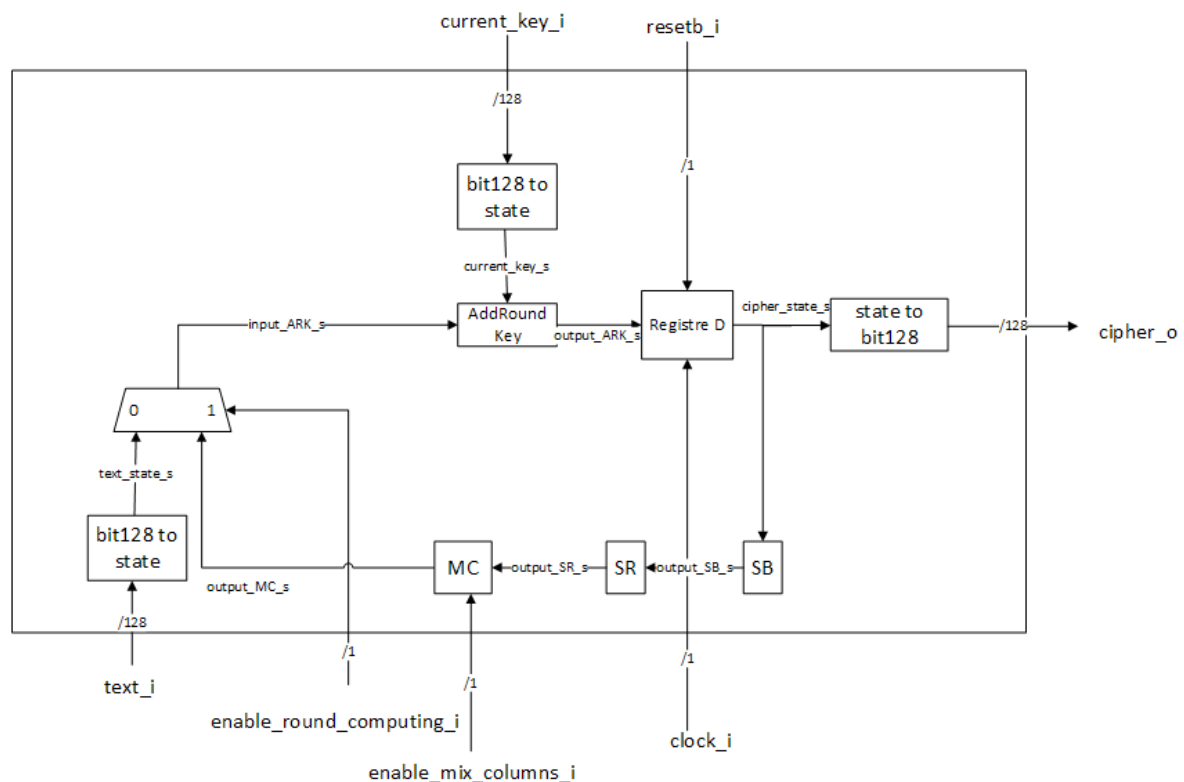 current_key_i
resetb_i
/128
/1
bit128 to
state
current_key_s
cipher_state_s
input_ARK_s
AddRound
Key
output_ARK_s
Registre D
state to
bit128
/128
cipher_o
0
1
text_state_s
bit128 to
state
MC
output_SR_s
SR
output_SB_s
SB
output_MC_s
/128
/1
/1
/1
text_i
enable_round_computing_i
clock_i
enable_mix_columns_i